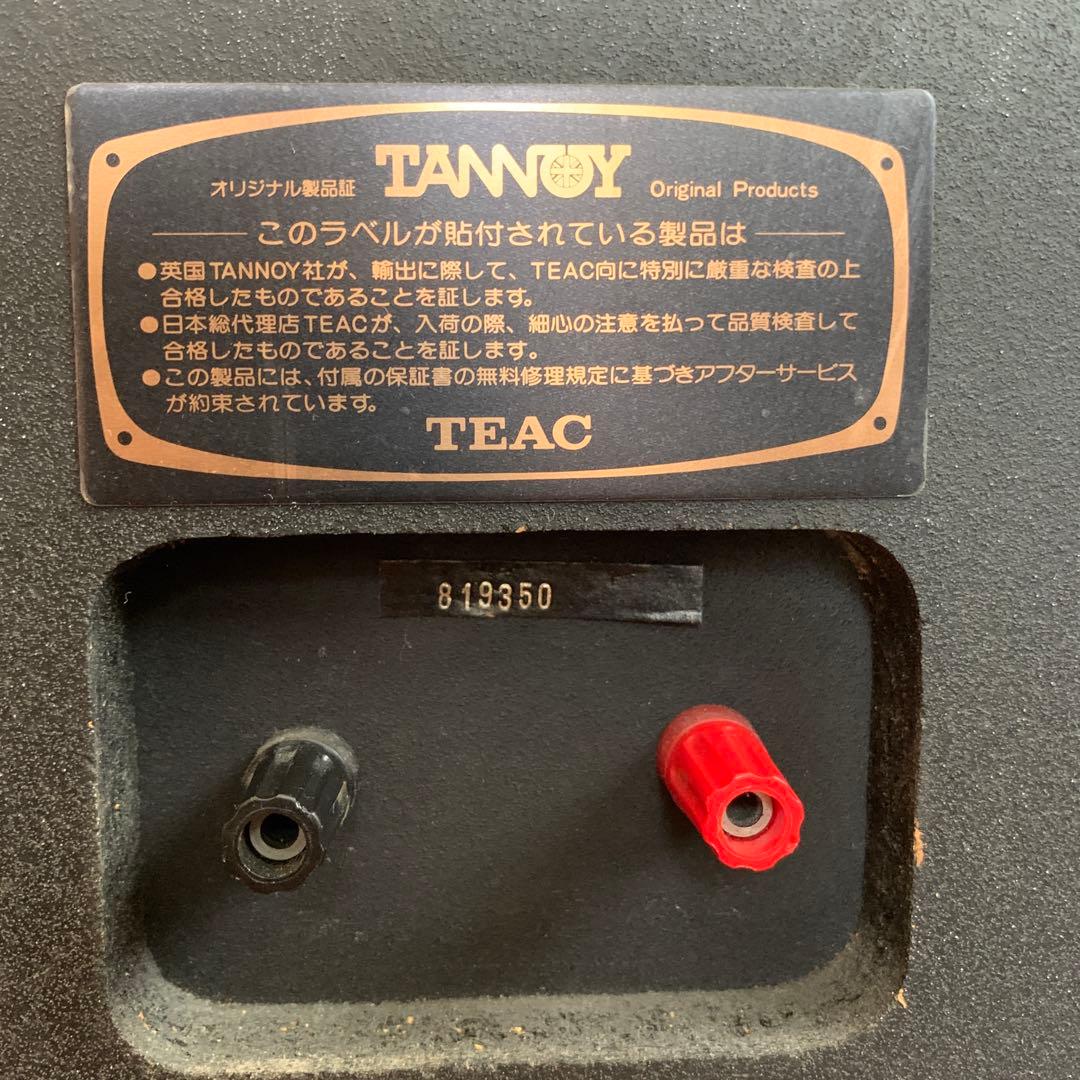 オリジナル製品証 TANNOY Original Products
このラベルが貼付されている製品は
●英国TANNOY社が、輸出に際して、TEAC向に特別に厳重な検査の上
合格したものであることを証します。
●日本総代理店TEACが、入荷の際、細心の注意を払って品質検査して
合格したものであることを証します。
●この製品には、付属の保証書の無料修理規定に基づきアフターサービス
が約束されています。
TEAC
819350